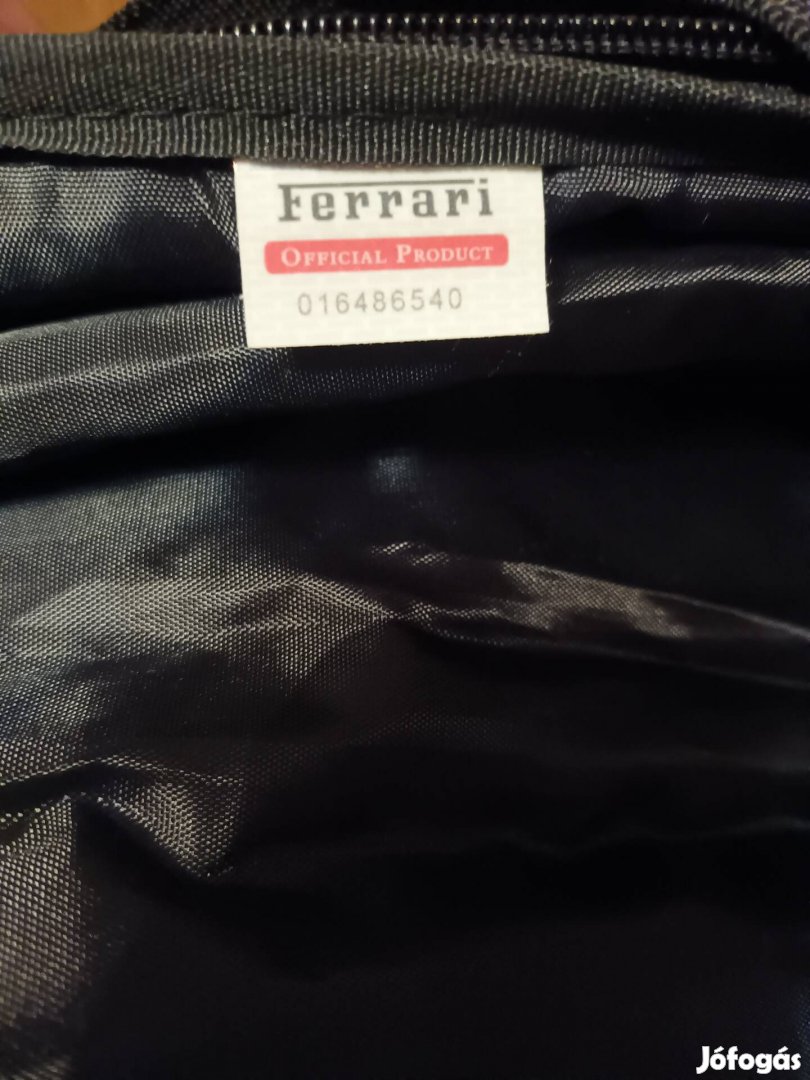 Ferrari
OFFICIAL PRODUCT
016486540
Jófogás